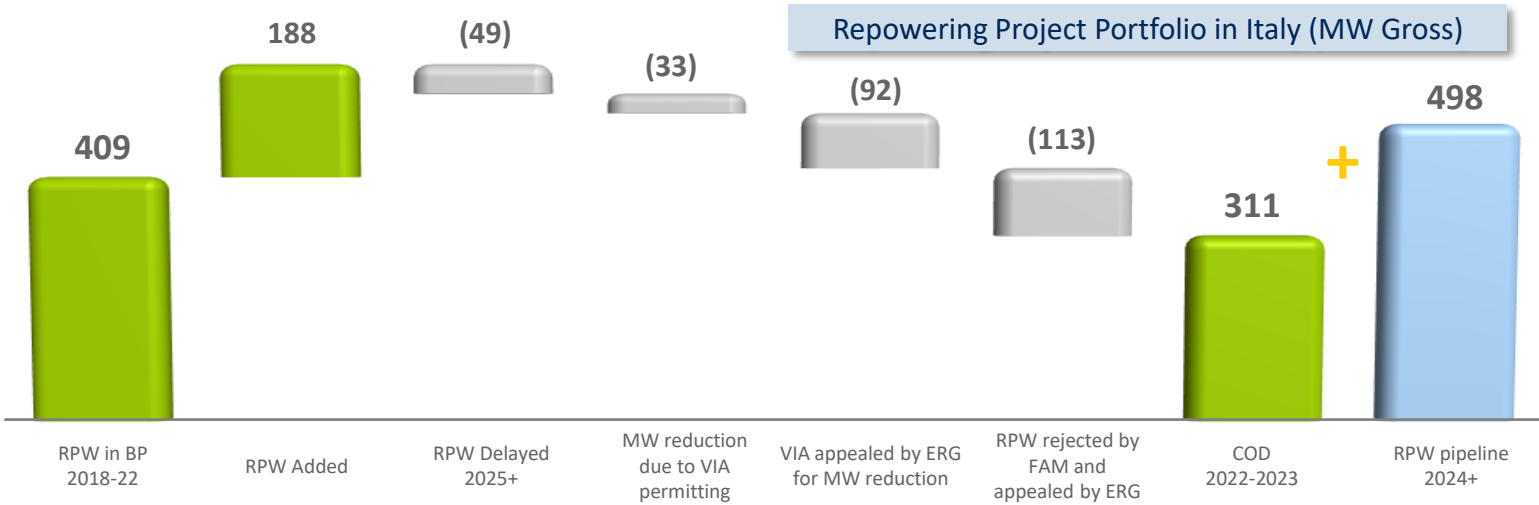 Repowering Project Portfolio in Italy (MW Gross)
409
188
(49)
(33)
(92)
(113)
311
+
498
RPW in BP
2018-22
RPW Added
RPW Delayed
2025+
MW reduction
due to VIA
permitting
VIA appealed by ERG
for MW reduction
RPW rejected by
FAM and
appealed by ERG
COD
2022-2023
RPW pipeline
2024+